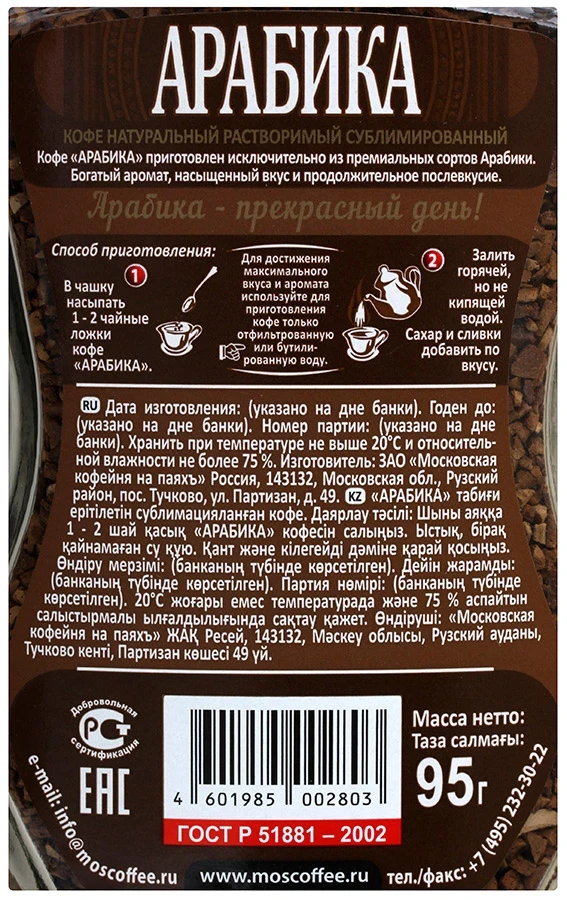 АРАБИКА
КОФЕ НАТУРАЛЬНЫЙ РАСТВОРИМЫЙ СУБЛИМИРОВАННЫЙ
Кофе «АРАБИКА» приготовлен исключительно из премиальных сортов Арабики.
Богатый аромат, насыщенный вкус и продолжительное послевкусие.
Арабика - прекрасный день!
Способ приготовления:
1
В чашку
насыпать
1 - 2 чайные
ложки
кофе
«АРАБИКА».
Для достижения
максимального
вкуса и аромата
используйте для
приготовления
кофе только
отфильтрованную
или бутили-
рованную воду.
2
Залить
горячей,
но не
кипящей
водой.
Сахар и сливки
добавить по
вкусу.
RU Дата изготовления: (указано на дне банки). Годен до:
(указано на дне банки). Номер партии: (указано на дне
банки). Хранить при температуре не выше 20°С и относитель-
ной влажности не более 75 %. Изготовитель: ЗАО «Московская
кофейня на паяхъ» Россия, 143132, Московская обл., Рузский
район, пос. Тучково, ул. Партизан, д. 49. KZ «АРАБИКА» табиғи
ерітілетін сублимацияланған кофе. Даярлау тәсілі: Шыны аяққа
1 - 2 шай қасық «АРАБИКА» кофесін салыңыз. Ыстық, бірақ
қайнамаған су құю. Қант және кілегейді дәміне қарай қосыңыз.
Өндіру мерзімі: (банканың түбінде көрсетілген). Дейін жарамды:
(банканың түбінде көрсетілген). Партия нөмірі: (банканың түбінде
көрсетілген). 20°С жоғары емес температурада және 75 % аспайтын
салыстырмалы ылғалдылығында сақтау қажет. Өндіруші: «Московская
кофейня на паяхъ» ЖАҚ Ресей, 143132, Мәскеу облысы, Рузский ауданы,
Тучково кенті, Партизан көшесі 49 үй.
Добровольная
РСТ
сертификация
ЕАС
4 601985 002803
ГОСТ Р 51881 – 2002
Масса нетто:
Таза салмағы:
95г
e-mail: info@moscoffee.ru
www.moscoffee.ru
тел./факс: +7 (495) 232-30-22